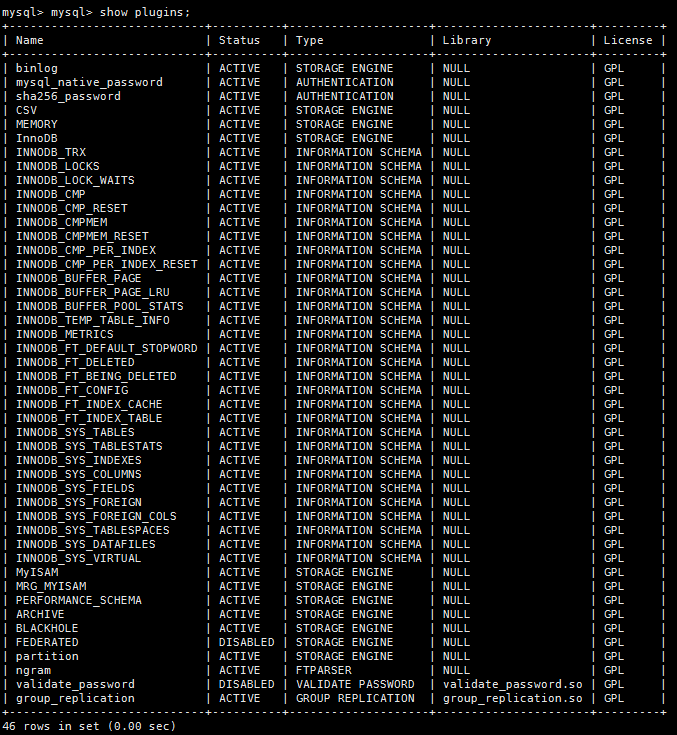 mysql> mysql> show plugins;
+----------------------------+----------+--------------------+----------------------+---------+
| Name                       | Status   | Type               | Library              | License |
+----------------------------+----------+--------------------+----------------------+---------+
| binlog                     | ACTIVE   | STORAGE ENGINE     | NULL                 | GPL     |
| mysql_native_password      | ACTIVE   | AUTHENTICATION     | NULL                 | GPL     |
| sha256_password            | ACTIVE   | AUTHENTICATION     | NULL                 | GPL     |
| CSV                        | ACTIVE   | STORAGE ENGINE     | NULL                 | GPL     |
| MEMORY                     | ACTIVE   | STORAGE ENGINE     | NULL                 | GPL     |
| InnoDB                     | ACTIVE   | STORAGE ENGINE     | NULL                 | GPL     |
| INNODB_TRX                 | ACTIVE   | INFORMATION SCHEMA | NULL                 | GPL     |
| INNODB_LOCKS               | ACTIVE   | INFORMATION SCHEMA | NULL                 | GPL     |
| INNODB_LOCK_WAITS          | ACTIVE   | INFORMATION SCHEMA | NULL                 | GPL     |
| INNODB_CMP                 | ACTIVE   | INFORMATION SCHEMA | NULL                 | GPL     |
| INNODB_CMP_RESET           | ACTIVE   | INFORMATION SCHEMA | NULL                 | GPL     |
| INNODB_CMPMEM              | ACTIVE   | INFORMATION SCHEMA | NULL                 | GPL     |
| INNODB_CMPMEM_RESET        | ACTIVE   | INFORMATION SCHEMA | NULL                 | GPL     |
| INNODB_CMP_PER_INDEX       | ACTIVE   | INFORMATION SCHEMA | NULL                 | GPL     |
| INNODB_CMP_PER_INDEX_RESET | ACTIVE   | INFORMATION SCHEMA | NULL                 | GPL     |
| INNODB_BUFFER_PAGE         | ACTIVE   | INFORMATION SCHEMA | NULL                 | GPL     |
| INNODB_BUFFER_PAGE_LRU     | ACTIVE   | INFORMATION SCHEMA | NULL                 | GPL     |
| INNODB_BUFFER_POOL_STATS   | ACTIVE   | INFORMATION SCHEMA | NULL                 | GPL     |
| INNODB_TEMP_TABLE_INFO     | ACTIVE   | INFORMATION SCHEMA | NULL                 | GPL     |
| INNODB_METRICS             | ACTIVE   | INFORMATION SCHEMA | NULL                 | GPL     |
| INNODB_FT_DEFAULT_STOPWORD | ACTIVE   | INFORMATION SCHEMA | NULL                 | GPL     |
| INNODB_FT_DELETED          | ACTIVE   | INFORMATION SCHEMA | NULL                 | GPL     |
| INNODB_FT_BEING_DELETED    | ACTIVE   | INFORMATION SCHEMA | NULL                 | GPL     |
| INNODB_FT_CONFIG           | ACTIVE   | INFORMATION SCHEMA | NULL                 | GPL     |
| INNODB_FT_INDEX_CACHE      | ACTIVE   | INFORMATION SCHEMA | NULL                 | GPL     |
| INNODB_FT_INDEX_TABLE      | ACTIVE   | INFORMATION SCHEMA | NULL                 | GPL     |
| INNODB_SYS_TABLES          | ACTIVE   | INFORMATION SCHEMA | NULL                 | GPL     |
| INNODB_SYS_TABLESTATS      | ACTIVE   | INFORMATION SCHEMA | NULL                 | GPL     |
| INNODB_SYS_INDEXES         | ACTIVE   | INFORMATION SCHEMA | NULL                 | GPL     |
| INNODB_SYS_COLUMNS         | ACTIVE   | INFORMATION SCHEMA | NULL                 | GPL     |
| INNODB_SYS_FIELDS          | ACTIVE   | INFORMATION SCHEMA | NULL                 | GPL     |
| INNODB_SYS_FOREIGN         | ACTIVE   | INFORMATION SCHEMA | NULL                 | GPL     |
| INNODB_SYS_FOREIGN_COLS    | ACTIVE   | INFORMATION SCHEMA | NULL                 | GPL     |
| INNODB_SYS_TABLESPACES     | ACTIVE   | INFORMATION SCHEMA | NULL                 | GPL     |
| INNODB_SYS_DATAFILES       | ACTIVE   | INFORMATION SCHEMA | NULL                 | GPL     |
| INNODB_SYS_VIRTUAL         | ACTIVE   | INFORMATION SCHEMA | NULL                 | GPL     |
| MyISAM                     | ACTIVE   | STORAGE ENGINE     | NULL                 | GPL     |
| MRG_MYISAM                 | ACTIVE   | STORAGE ENGINE     | NULL                 | GPL     |
| PERFORMANCE_SCHEMA         | ACTIVE   | STORAGE ENGINE     | NULL                 | GPL     |
| ARCHIVE                    | ACTIVE   | STORAGE ENGINE     | NULL                 | GPL     |
| BLACKHOLE                  | ACTIVE   | STORAGE ENGINE     | NULL                 | GPL     |
| FEDERATED                  | DISABLED | STORAGE ENGINE     | NULL                 | GPL     |
| partition                  | ACTIVE   | STORAGE ENGINE     | NULL                 | GPL     |
| ngram                      | ACTIVE   | FTPARSER           | NULL                 | GPL     |
| validate_password          | DISABLED | VALIDATE PASSWORD  | validate_password.so | GPL     |
| group_replication          | ACTIVE   | GROUP REPLICATION  | group_replication.so | GPL     |
+----------------------------+----------+--------------------+----------------------+---------+
46 rows in set (0.00 sec)